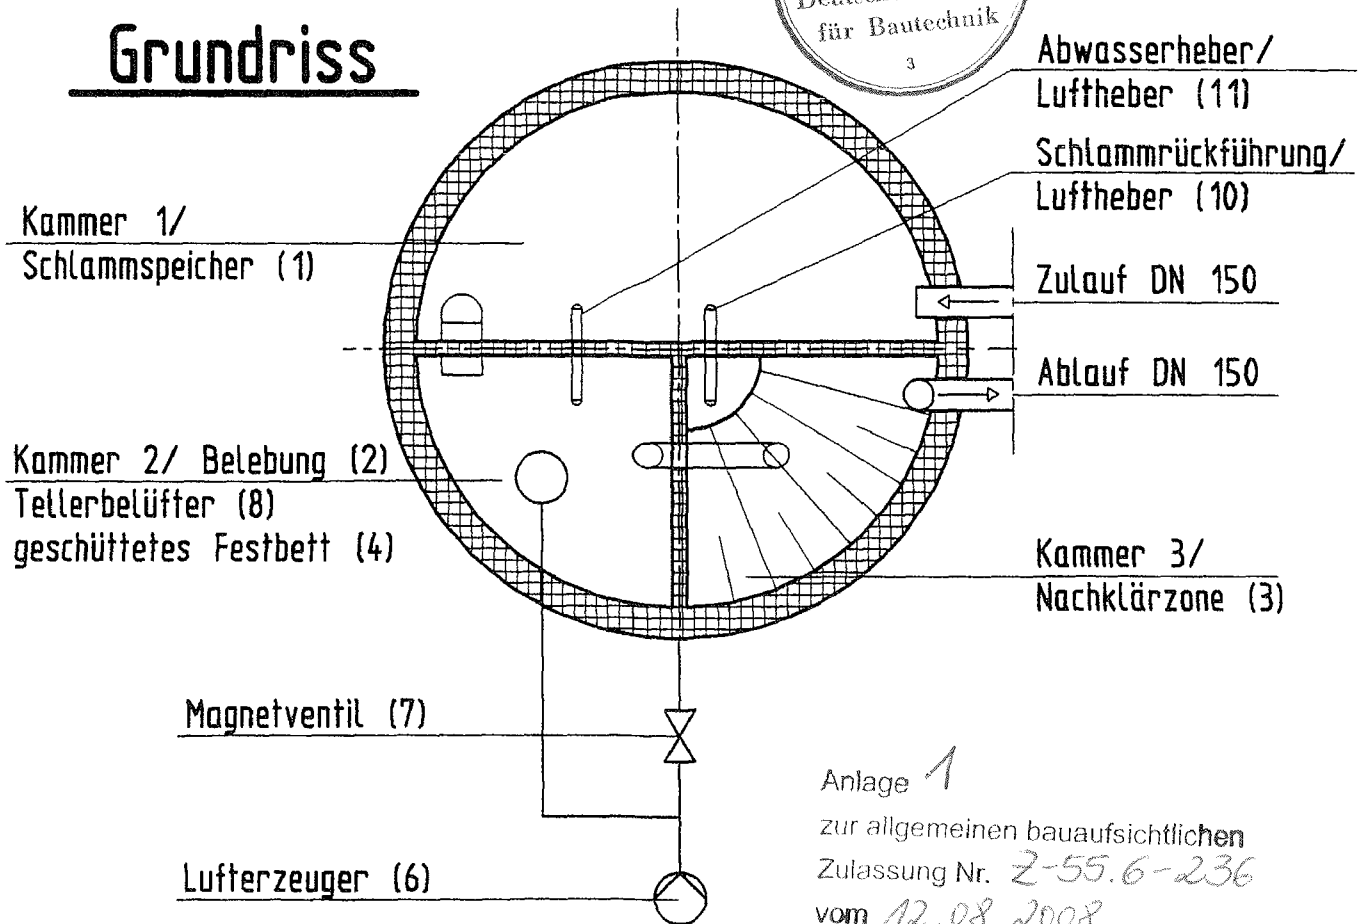 Grundriss
für Bautechnik
3
Abwasserheber/
Luftheber (11)
Schlammrückführung/
Luftheber (10)
Kammer 1/
Schlammspeicher (1)
Zulauf DN 150
Ablauf DN 150
Kammer 2/ Belebung (2)
Tellerbelüfter (8)
geschüttetes Festbett (4)
Kammer 3/
Nachklärzone (3)
Magnetventil (7)
Lufterzeuger (6)
Anlage 1
zur allgemeinen bauaufsichtlichen
Zulassung Nr. Z-55.6-236
vom 12.08.2008